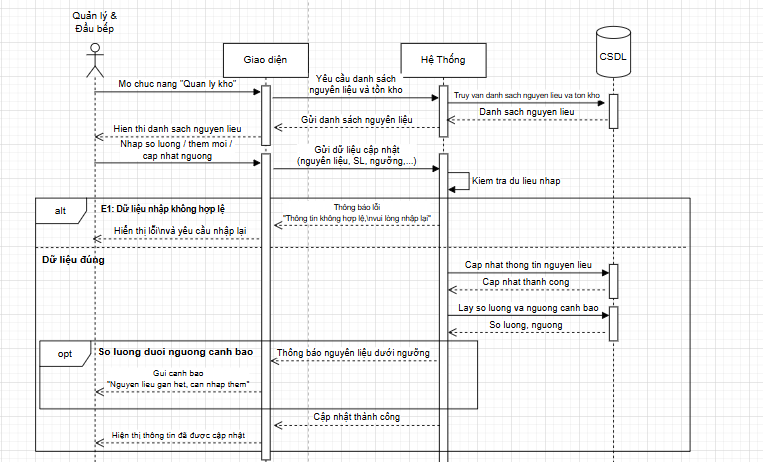 Quản lý &
Đầu bếp
Giao diện
Hệ Thống
CSDL
Mo chuc nang "Quan ly kho"
Yêu cầu danh sách
nguyên liệu và tồn kho
Truy van danh sach nguyen lieu va ton kho
Danh sach nguyen lieu
Gửi danh sách nguyên liệu
Hien thi danh sach nguyen lieu
Nhap so luong / them moi /
cap nhat nguong
Gửi dữ liệu cập nhật
(nguyên liệu, SL, ngưỡng,...)
Kiem tra du lieu nhap
alt
E1: Dữ liệu nhập không hợp lệ
Thông báo lỗi
"Thông tin không hợp lệ,\nvui lòng nhập lại"
Hiển thị lỗi\nvà yêu cầu nhập lại
Dữ liệu đúng
Cap nhat thong tin nguyen lieu
Cap nhat thanh cong
Lay so luong va nguong canh bao
So luong, nguong
opt
So luong duoi nguong canh bao
Thông báo nguyên liệu dưới ngưỡng
Gui canh bao
"Nguyen lieu gan het, can nhap them"
Cập nhật thành công
Hiện thị thông tin đã được cập nhật